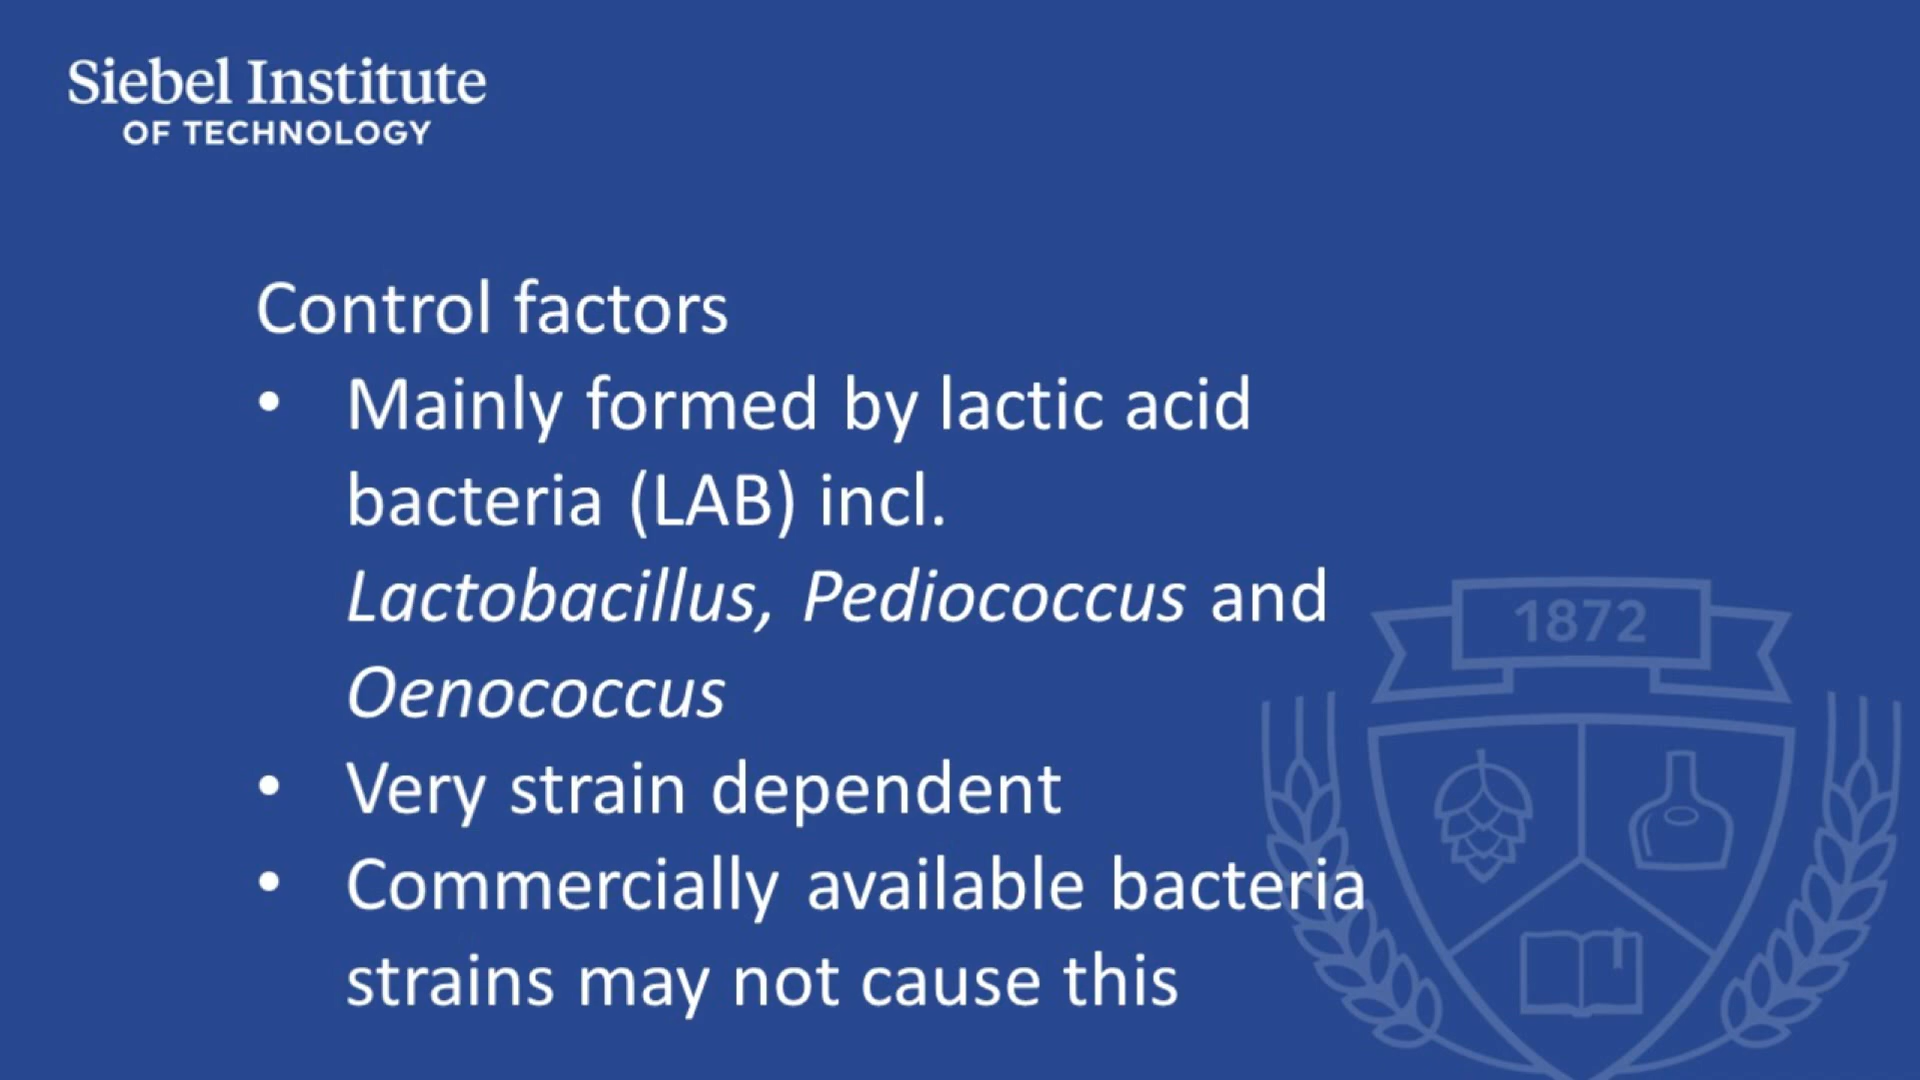 Siebel Institute
OF TECHNOLOGY
Control factors
• Mainly formed by lactic acid
bacteria (LAB) incl.
Lactobacillus, Pediococcus and
Oenococcus
• Very strain dependent
• Commercially available bacteria
strains may not cause this
1872